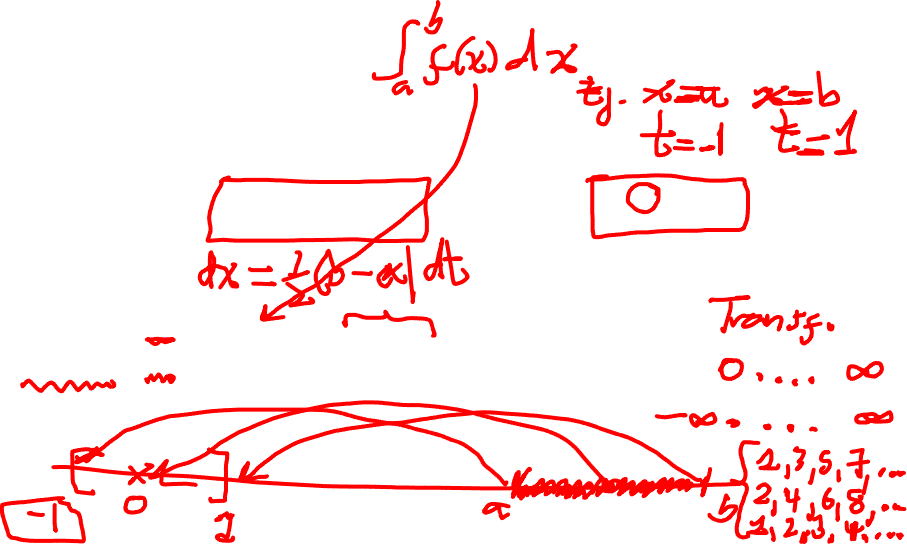 ∫_a^b f(x) dx
tj. x=a x=b
t=-1 t=1
dx = 1/2 (b - a) dt
Transf.
0 .... ∞
-∞ ..... ∞
-1 0 1 a b
1, 3, 5, 7, ...
2, 4, 6, 8, ...
1, 2, 3, 4, ...